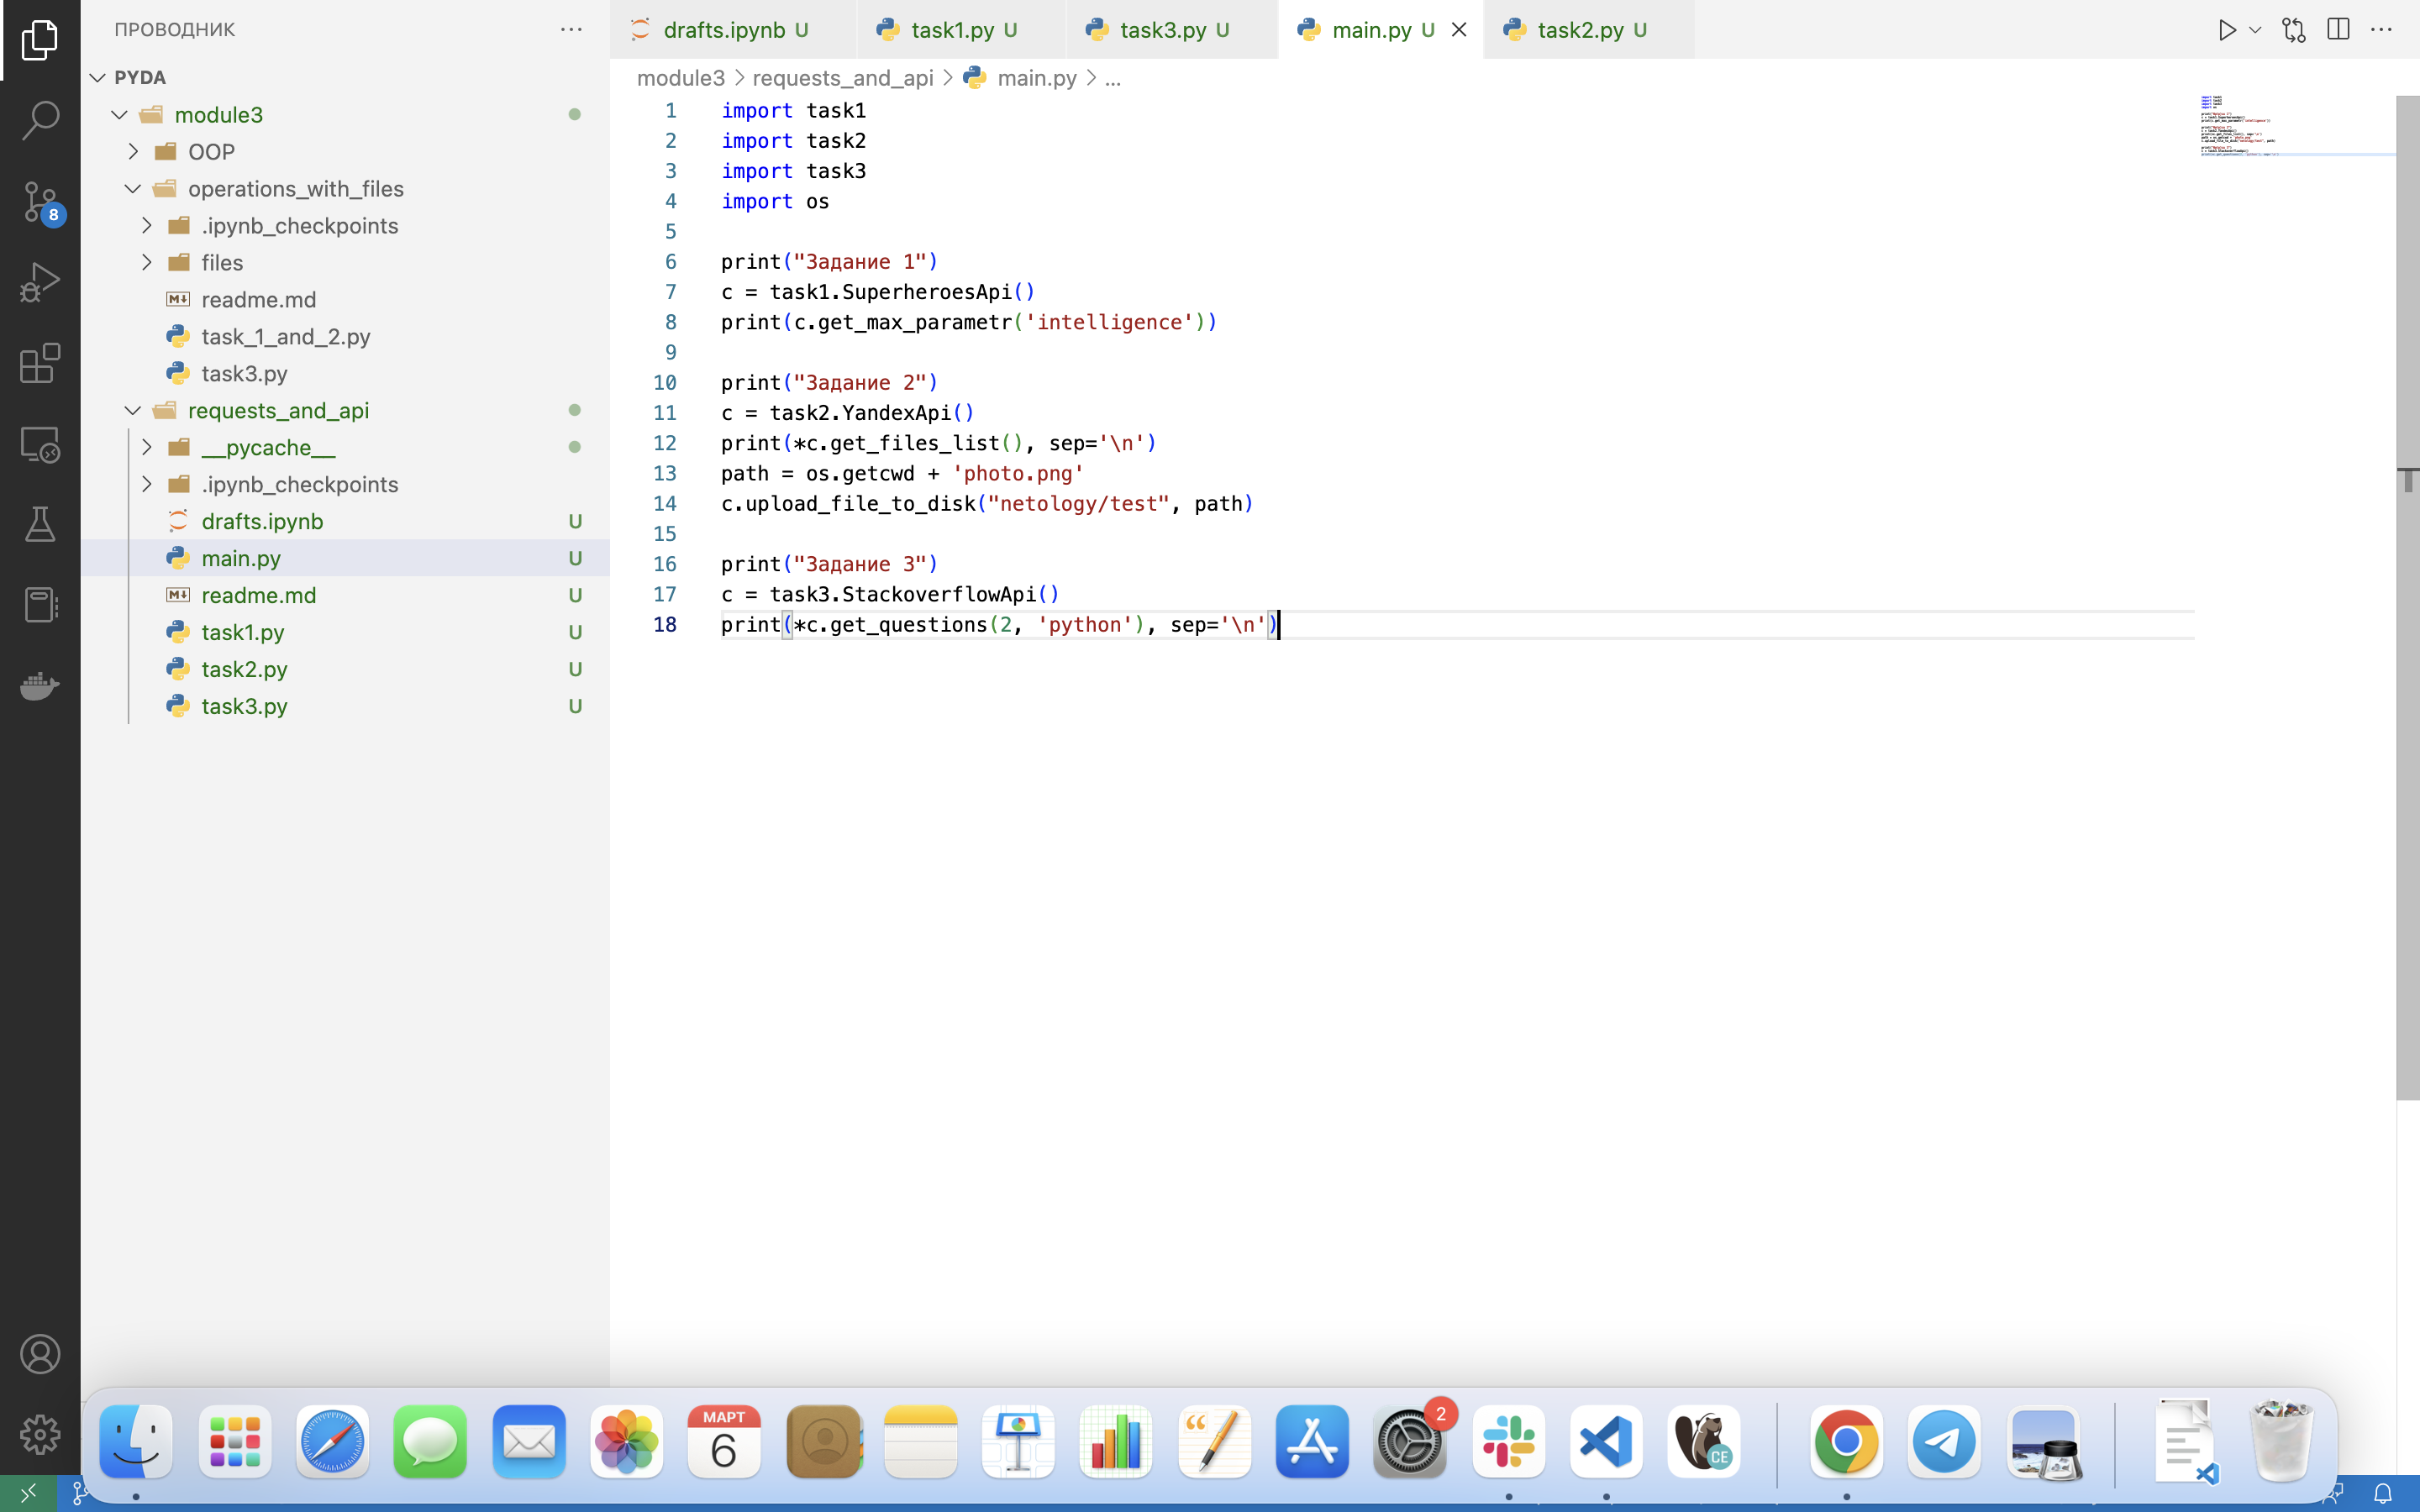 ПРОВОДНИК
PYDA
module3
OOP
operations_with_files
.ipynb_checkpoints
files
readme.md
task_1_and_2.py
task3.py
requests_and_api
__pycache__
.ipynb_checkpoints
drafts.ipynb U
main.py U
readme.md U
task1.py U
task2.py U
task3.py U
8
drafts.ipynb U task1.py U task3.py U main.py U task2.py U
module3 > requests_and_api > main.py > ...
1 import task1
2 import task2
3 import task3
4 import os
5
6 print("Задание 1")
7 c = task1.SuperheroesApi()
8 print(c.get_max_parametr('intelligence'))
9
10 print("Задание 2")
11 c = task2.YandexApi()
12 print(*c.get_files_list(), sep='\n')
13 path = os.getcwd + 'photo.png'
14 c.upload_file_to_disk("netology/test", path)
15
16 print("Задание 3")
17 c = task3.StackoverflowApi()
18 print(*c.get_questions(2, 'python'), sep='\n')
МАРТ
6
2
CE